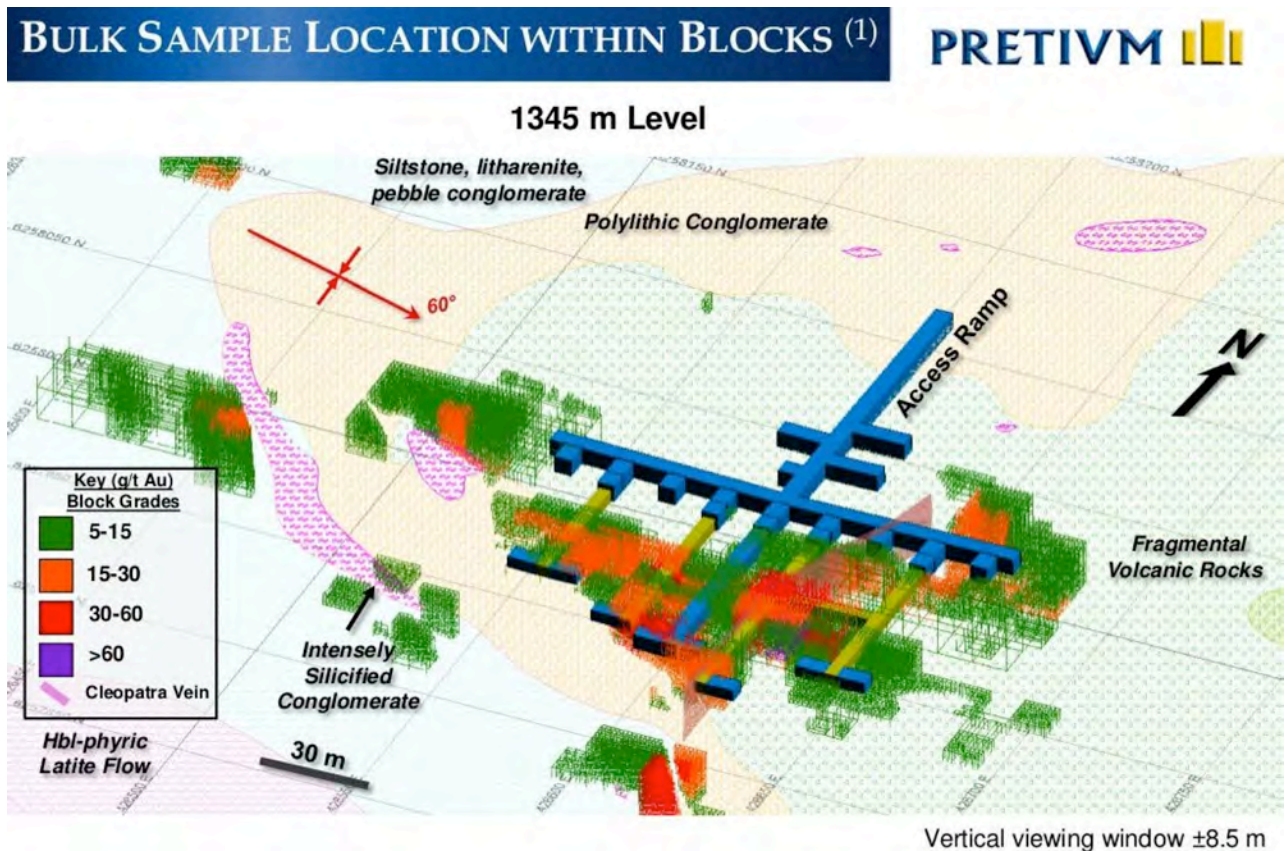 BULK SAMPLE LOCATION WITHIN BLOCKS (1)
PRETIVM
1345 m Level
Siltstone, litharenite,
pebble conglomerate
Polylithic Conglomerate
6258050 N
60°
Access Ramp
N
Key (g/t Au)
Block Grades
5-15
15-30
30-60
>60
Cleopatra Vein
Fragmental
Volcanic Rocks
Intensely
Silicified
Conglomerate
Hbl-phyric
Latite Flow
30 m
Vertical viewing window ±8.5 m